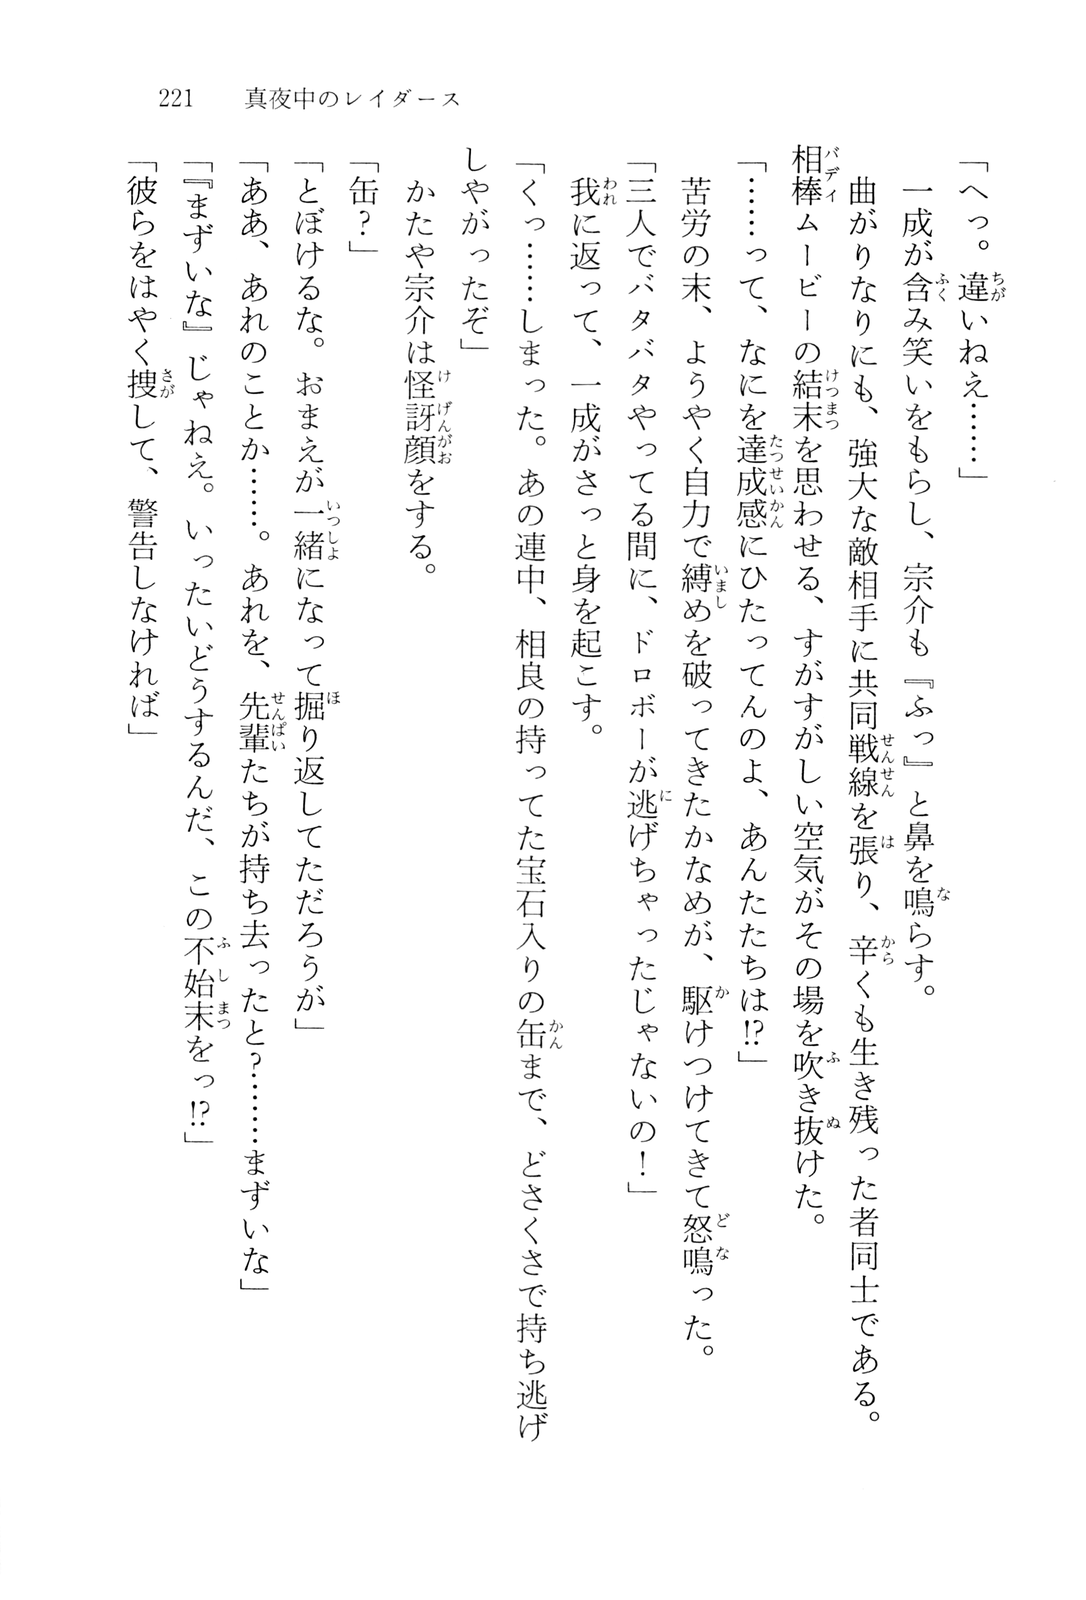 221　真夜中のレイダース
「へっ。違いねえ……」
　一成が含み笑いをもらし、宗介も『ふっ』と鼻を鳴らす。
　曲がりなりにも、強大な敵相手に共同戦線を張り、辛くも生き残った者同士である。
相棒ムービーの結末を思わせる、すがすがしい空気がその場を吹き抜けた。
「……って、なにを達成感にひたってんのよ、あんたたちは!?」
　苦労の末、ようやく自力で縛めを破ってきたかなめが、駆けつけてきて怒鳴った。
「三人でバタバタやってる間に、ドロボーが逃げちゃったじゃないの！」
　我に返って、一成がさっと身を起こす。
「くっ……しまった。あの連中、相良の持ってた宝石入りの缶まで、どさくさで持ち逃げ
しやがったぞ」
　かたや宗介は怪訝顔をする。
「缶？」
「とぼけるな。おまえが一緒になって掘り返してただろうが」
「ああ、あれのことか……。あれを、先輩たちが持ち去ったと？……まずいな」
「『まずいな』じゃねえ。いったいどうするんだ、この不始末をっ!?」
「彼らをはやく捜して、警告しなければ」